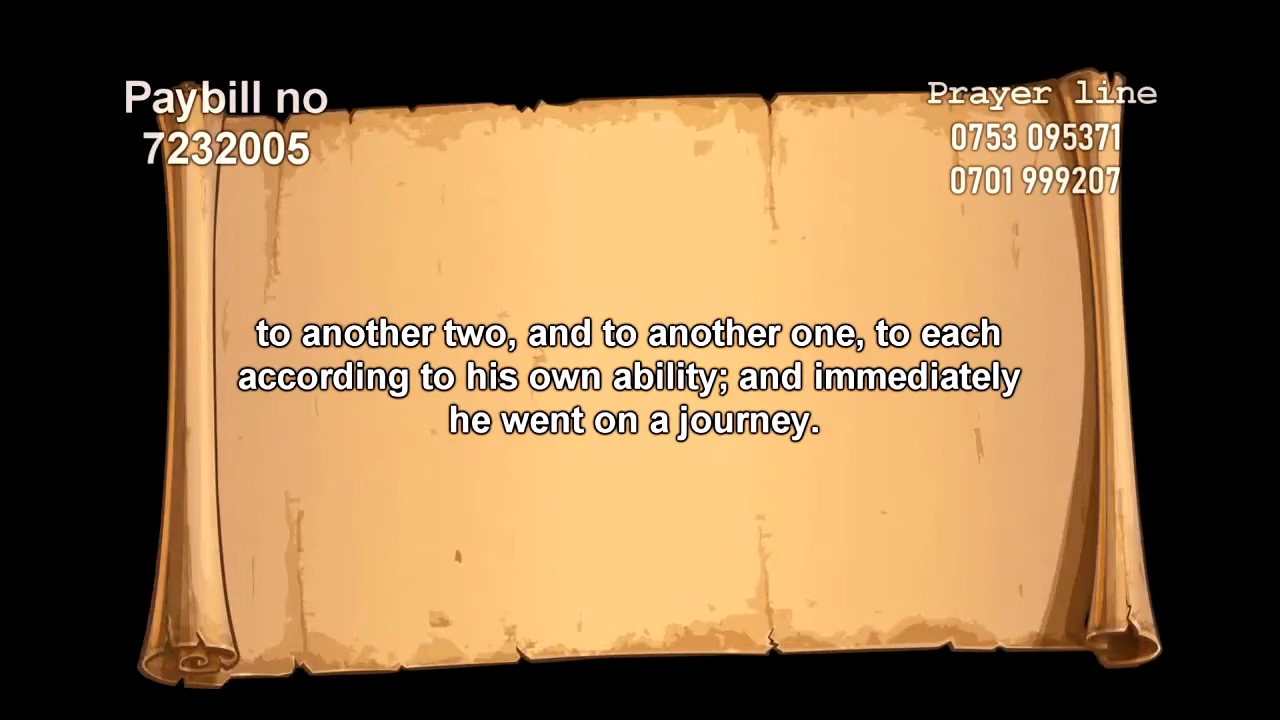 Paybill no
7232005
Prayer line
0753 095371
0701 999207
to another two, and to another one, to each
according to his own ability; and immediately
he went on a journey.